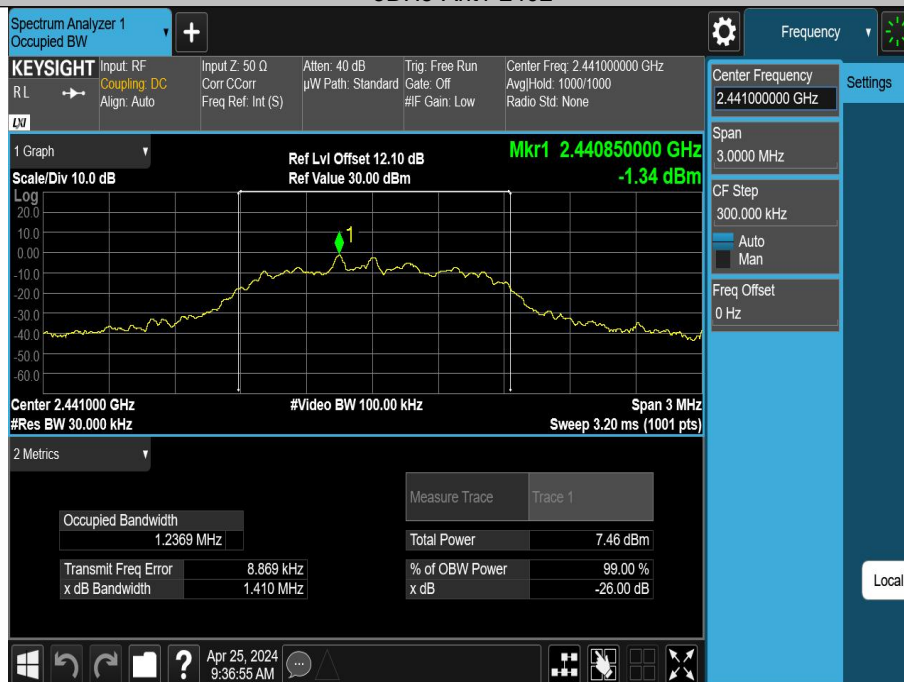 Spectrum Analyzer 1
Occupied BW
+
Frequency
KEYSIGHT
RL
LXI
Input: RF
Coupling: DC
Align: Auto
Input Z: 50 Ω
Corr CCorr
Freq Ref: Int (S)
Atten: 40 dB
µW Path: Standard
Trig: Free Run
Gate: Off
#IF Gain: Low
Center Freq: 2.441000000 GHz
Avg|Hold: 1000/1000
Radio Std: None
1 Graph
Scale/Div 10.0 dB
Ref Lvl Offset 12.10 dB
Ref Value 30.00 dBm
Mkr1 2.440850000 GHz
-1.34 dBm
Log
20.0
10.0
0.00
-10.0
-20.0
-30.0
-40.0
-50.0
-60.0
1
Center 2.441000 GHz
#Res BW 30.000 kHz
#Video BW 100.00 kHz
Span 3 MHz
Sweep 3.20 ms (1001 pts)
2 Metrics
Measure Trace Trace 1
Occupied Bandwidth
1.2369 MHz
Total Power 7.46 dBm
Transmit Freq Error 8.869 kHz
% of OBW Power 99.00 %
x dB Bandwidth 1.410 MHz
x dB -26.00 dB
Center Frequency
2.441000000 GHz
Settings
Span
3.0000 MHz
CF Step
300.000 kHz
Auto
Man
Freq Offset
0 Hz
Local
?
Apr 25, 2024
9:36:55 AM